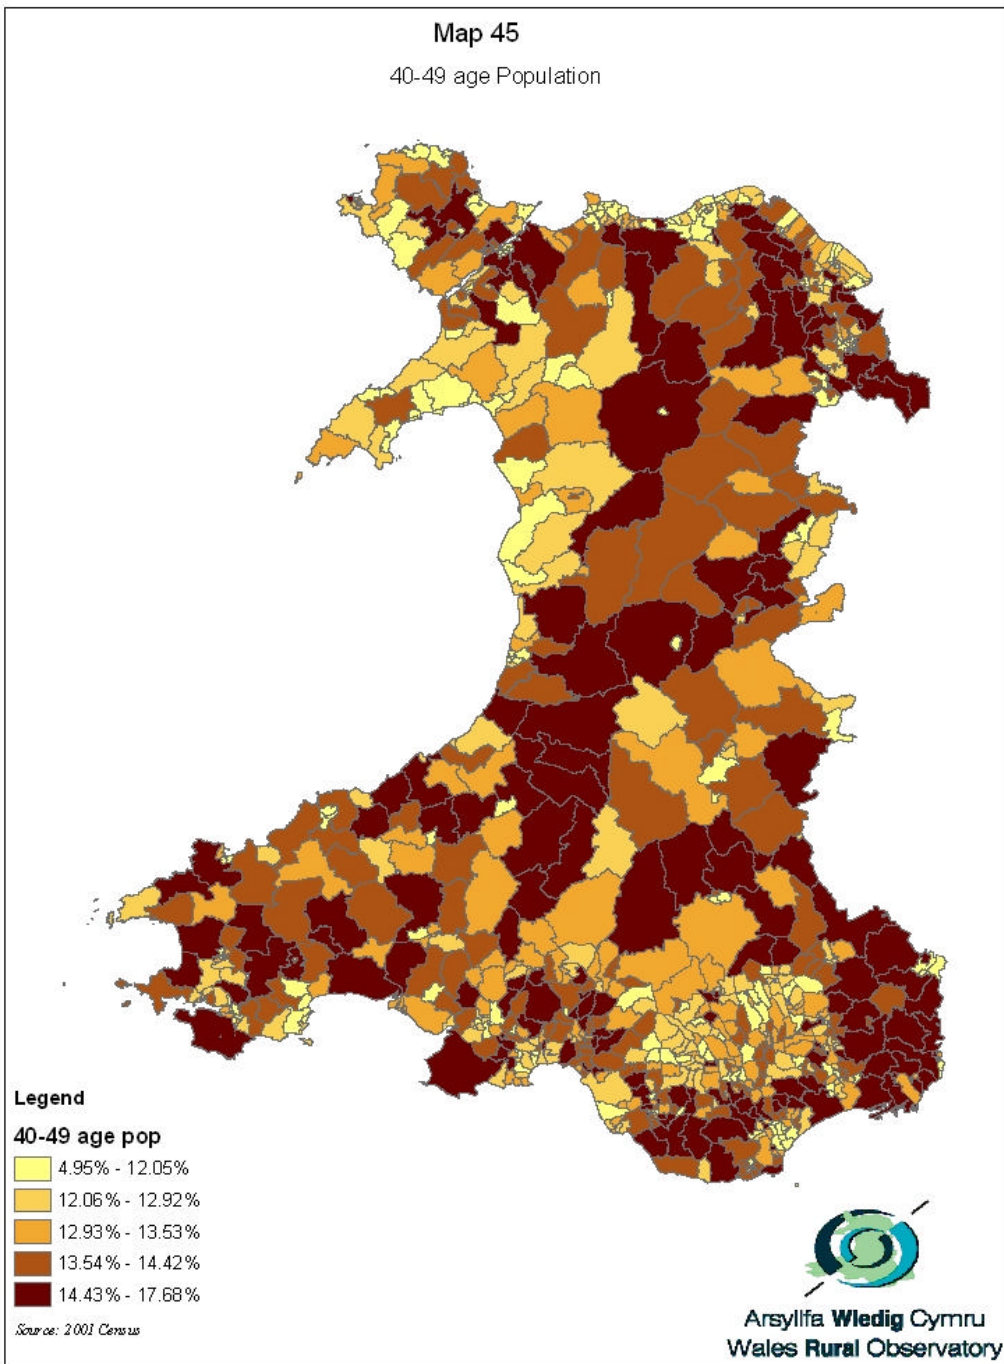 Map 45
40-49 age Population
Legend
40-49 age pop
4.95% - 12.05%
12.06% - 12.92%
12.93% - 13.53%
13.54% - 14.42%
14.43% - 17.68%
Source: 2001 Census
Arsyllfa Wledig Cymru
Wales Rural Observatory